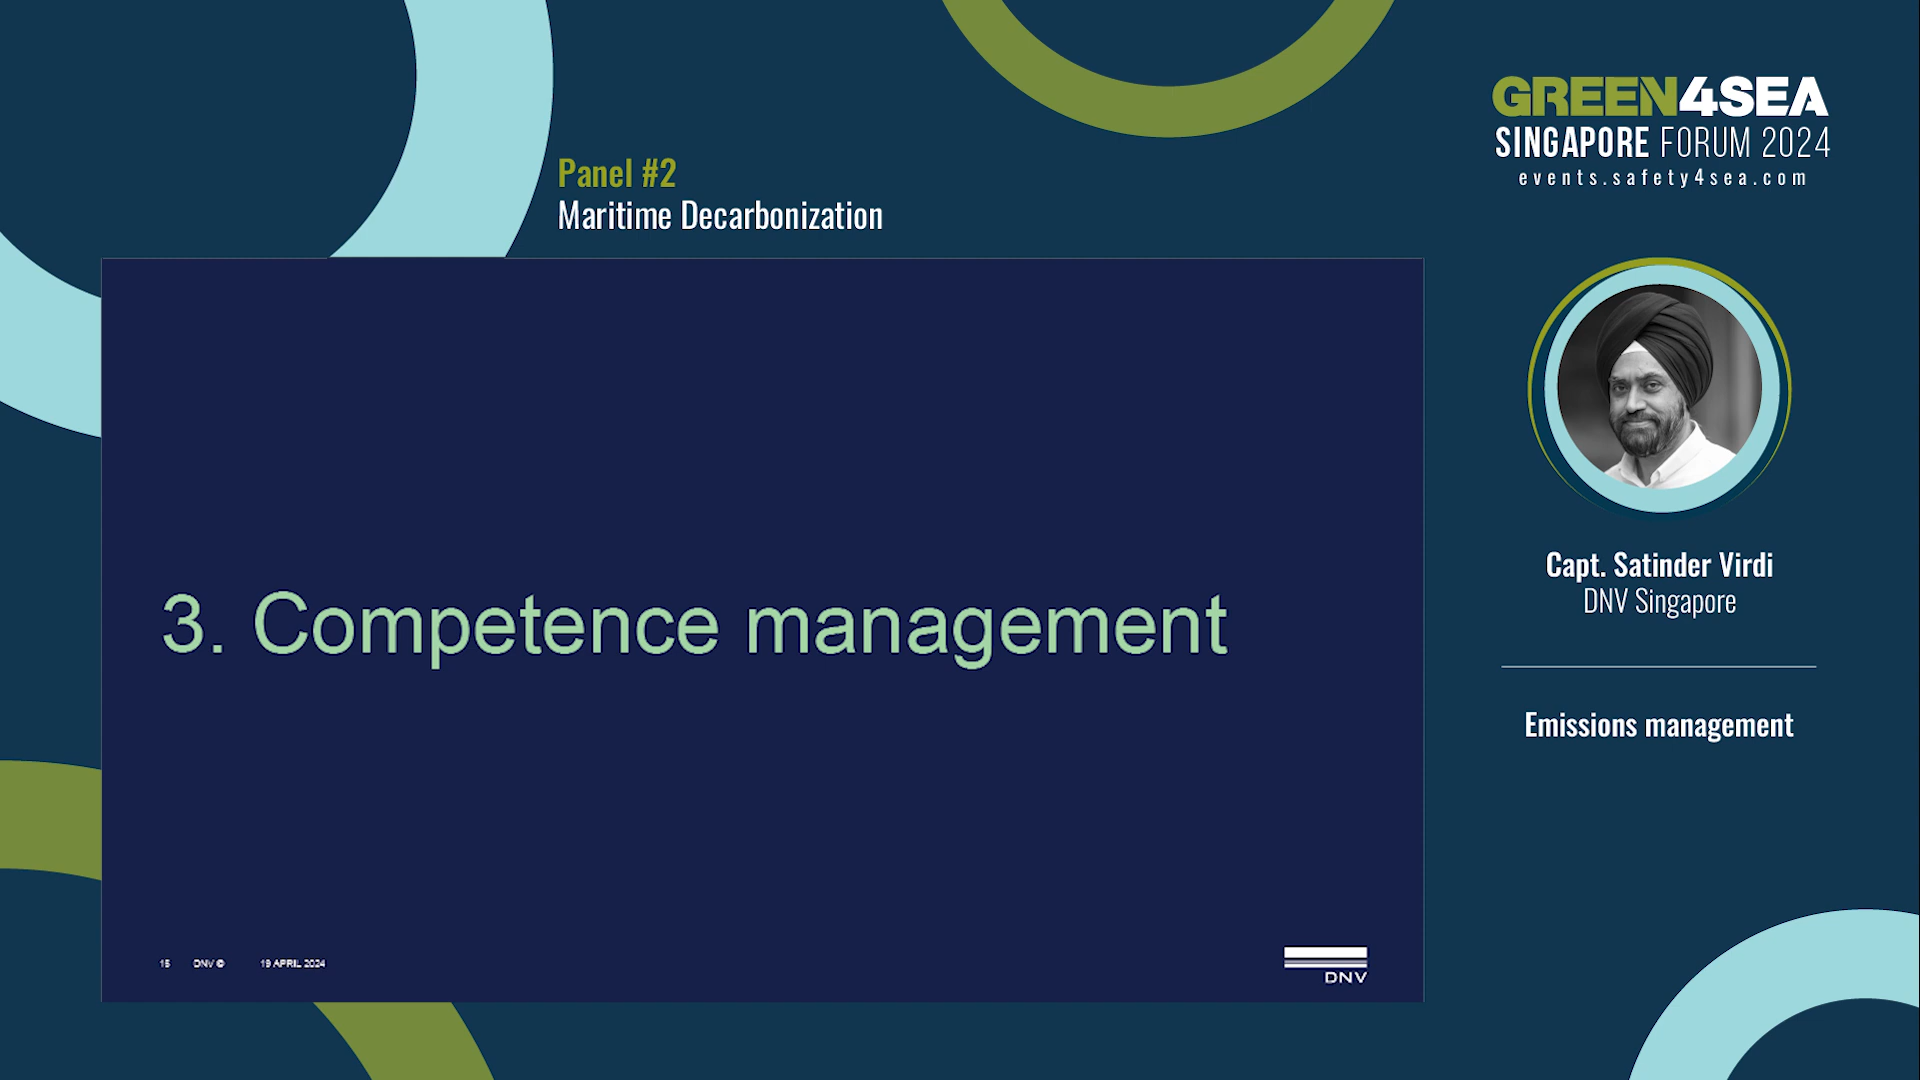 GREEN4SEA
SINGAPORE FORUM 2024
events.safety4sea.com
Panel #2
Maritime Decarbonization
3. Competence management
15 DNV © 19 APRIL 2024
DNV
Capt. Satinder Virdi
DNV Singapore
Emissions management